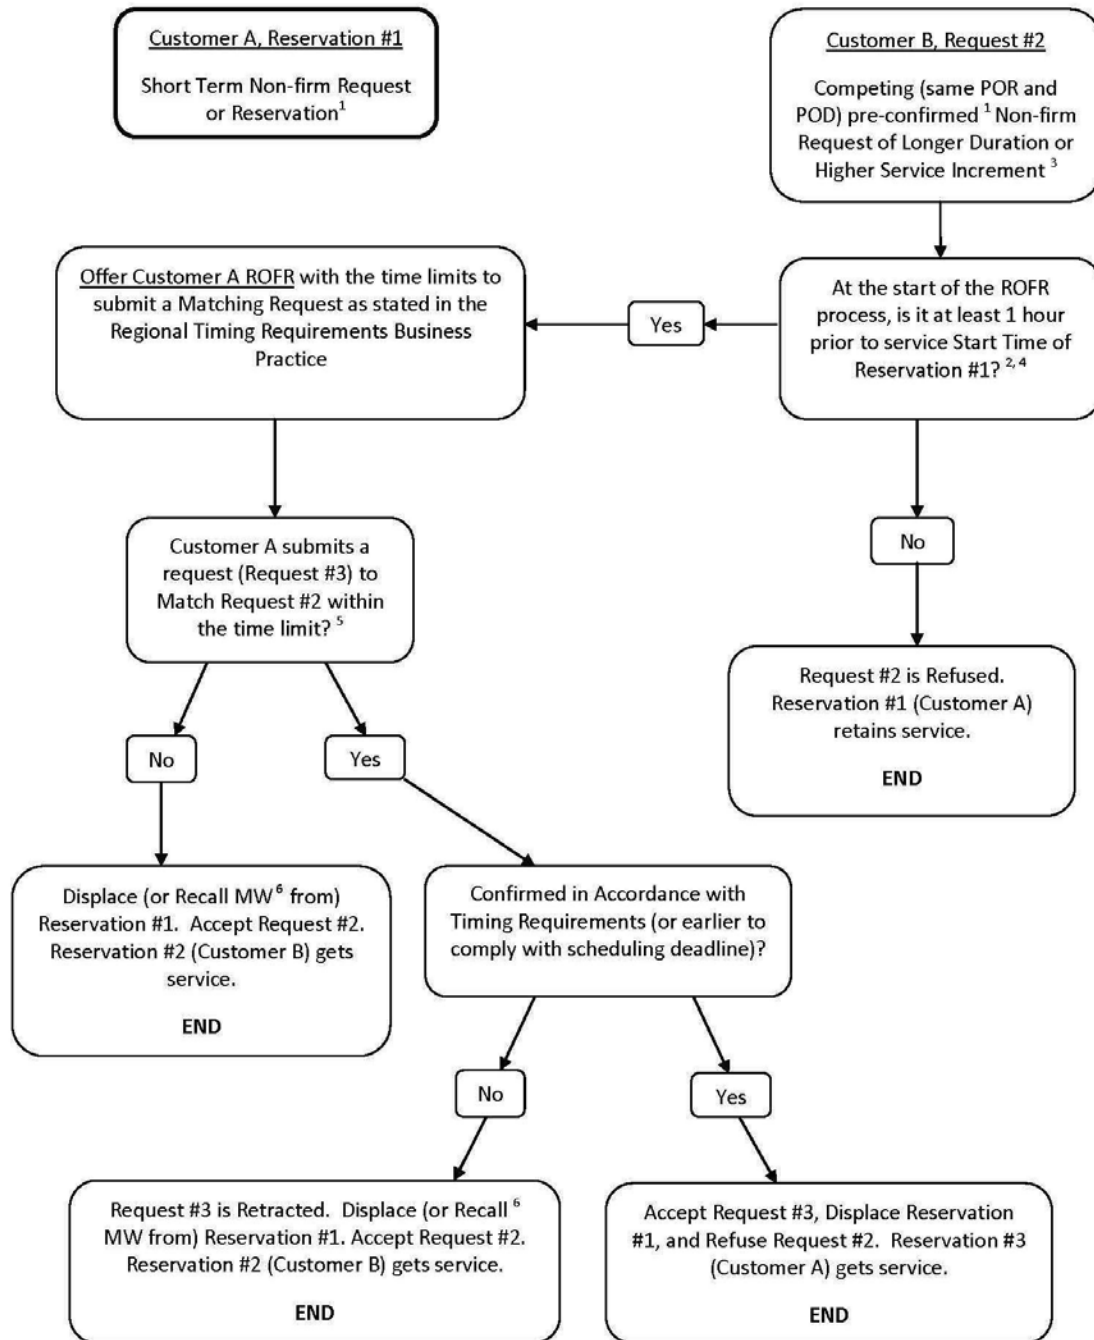 Customer A, Reservation #1
Short Term Non-firm Request
or Reservation1
Customer B, Request #2
Competing (same POR and
POD) pre-confirmed 1 Non-firm
Request of Longer Duration or
Higher Service Increment 3
Offer Customer A ROFR with the time limits to
submit a Matching Request as stated in the
Regional Timing Requirements Business
Practice
Yes
At the start of the ROFR
process, is it at least 1 hour
prior to service Start Time of
Reservation #1? 2, 4
Customer A submits a
request (Request #3) to
Match Request #2 within
the time limit? 5
No
Request #2 is Refused.
Reservation #1 (Customer A)
retains service.
END
No
Yes
Displace (or Recall MW 6 from)
Reservation #1.  Accept Request #2.
Reservation #2 (Customer B) gets
service.
END
Confirmed in Accordance with
Timing Requirements (or earlier to
comply with scheduling deadline)?
No
Yes
Request #3 is Retracted.  Displace (or Recall 6
MW from) Reservation #1. Accept Request #2.
Reservation #2 (Customer B) gets service.
END
Accept Request #3, Displace Reservation
#1, and Refuse Request #2.  Reservation #3
(Customer A) gets service.
END